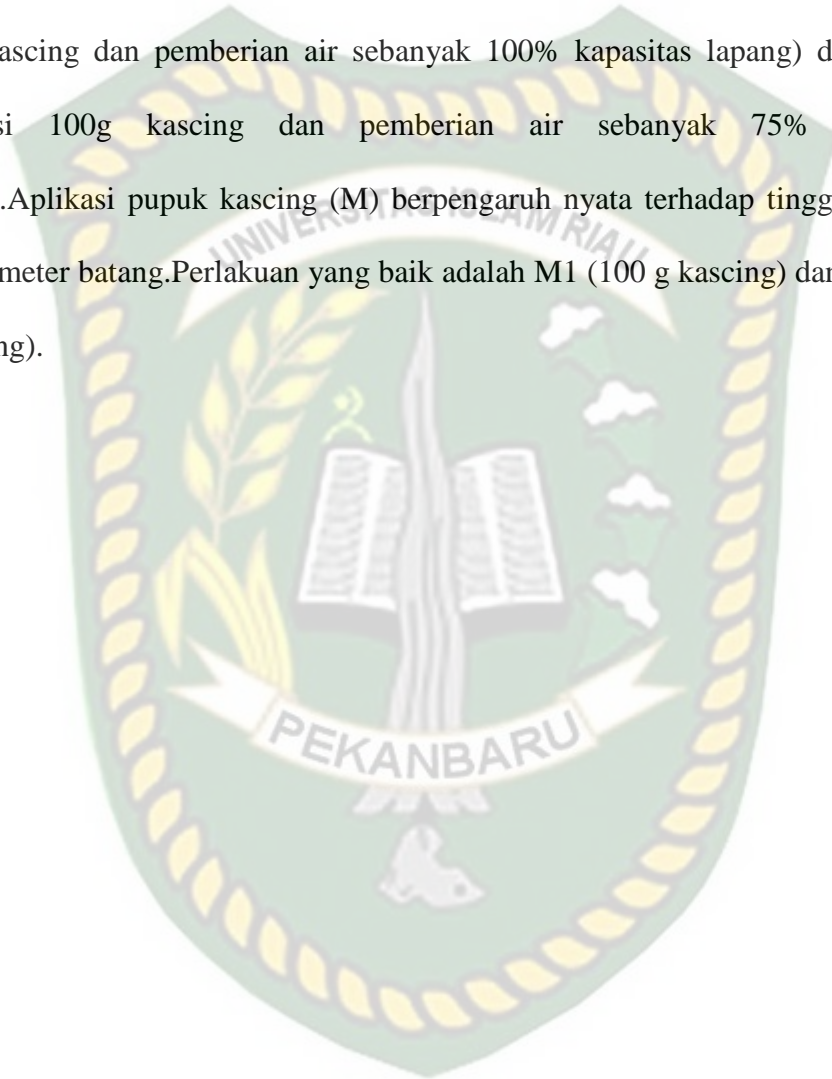 ascing dan pemberian air sebanyak 100% kapasitas lapang) d
si 100g kascing dan pemberian air sebanyak 75%
.Aplikasi pupuk kascing (M) berpengaruh nyata terhadap tingg
meter batang.Perlakuan yang baik adalah M1 (100 g kascing) dan
ng).
UNIVERSITAS ISLAM RIAU
PEKANBARU